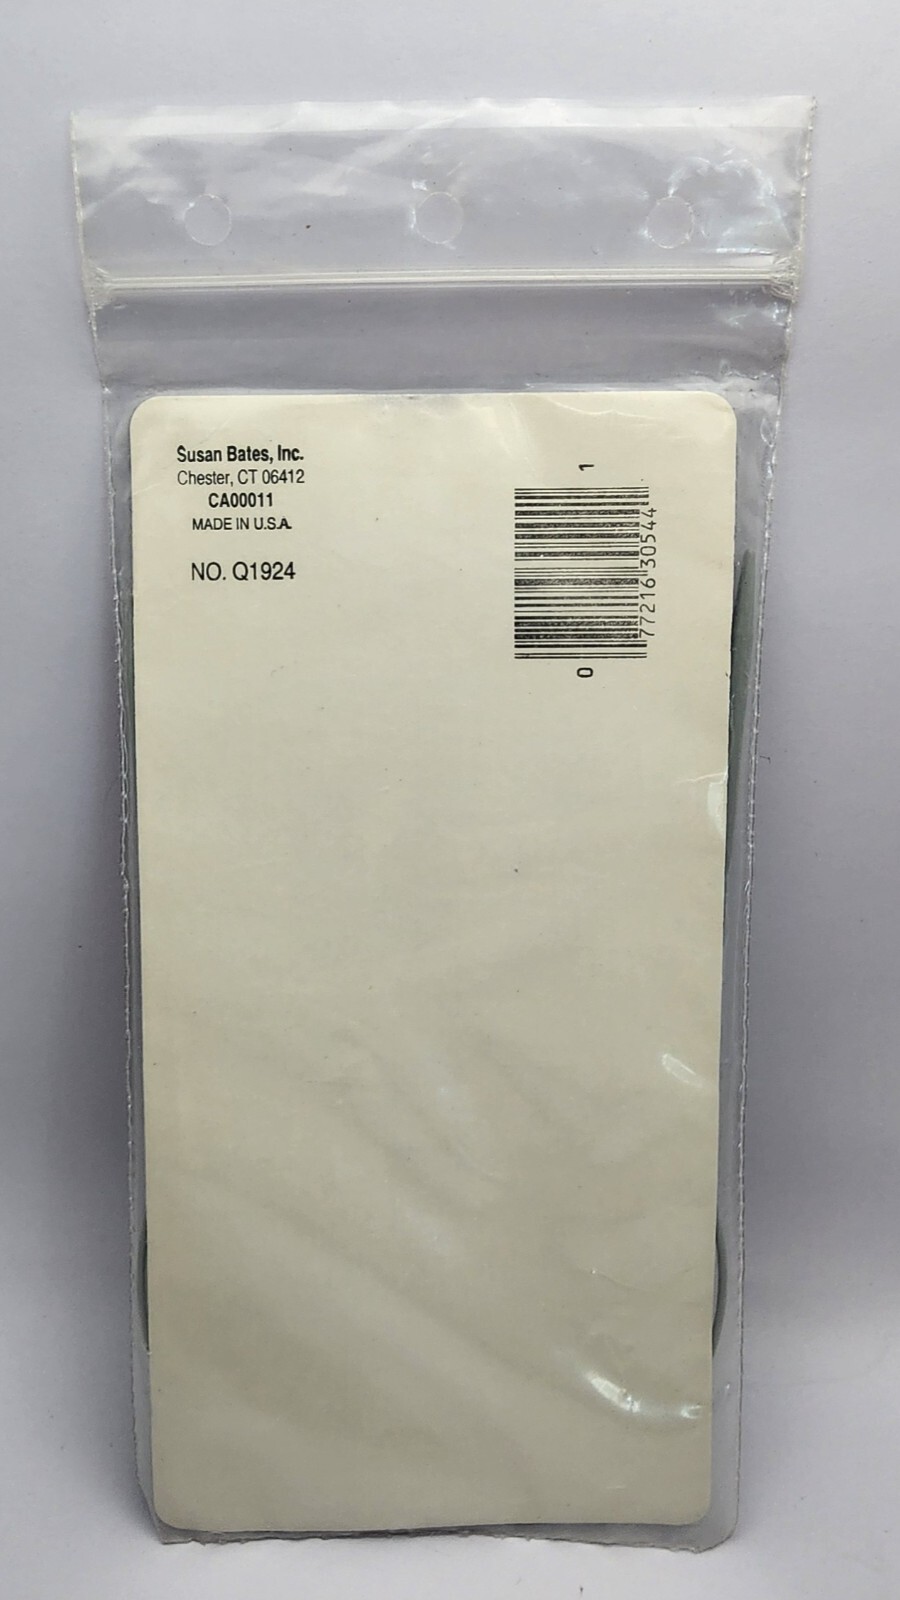 Susan Bates, Inc.
Chester, CT 06412
CA00011
MADE IN U.S.A.
NO. Q1924
0 77216 30544 1